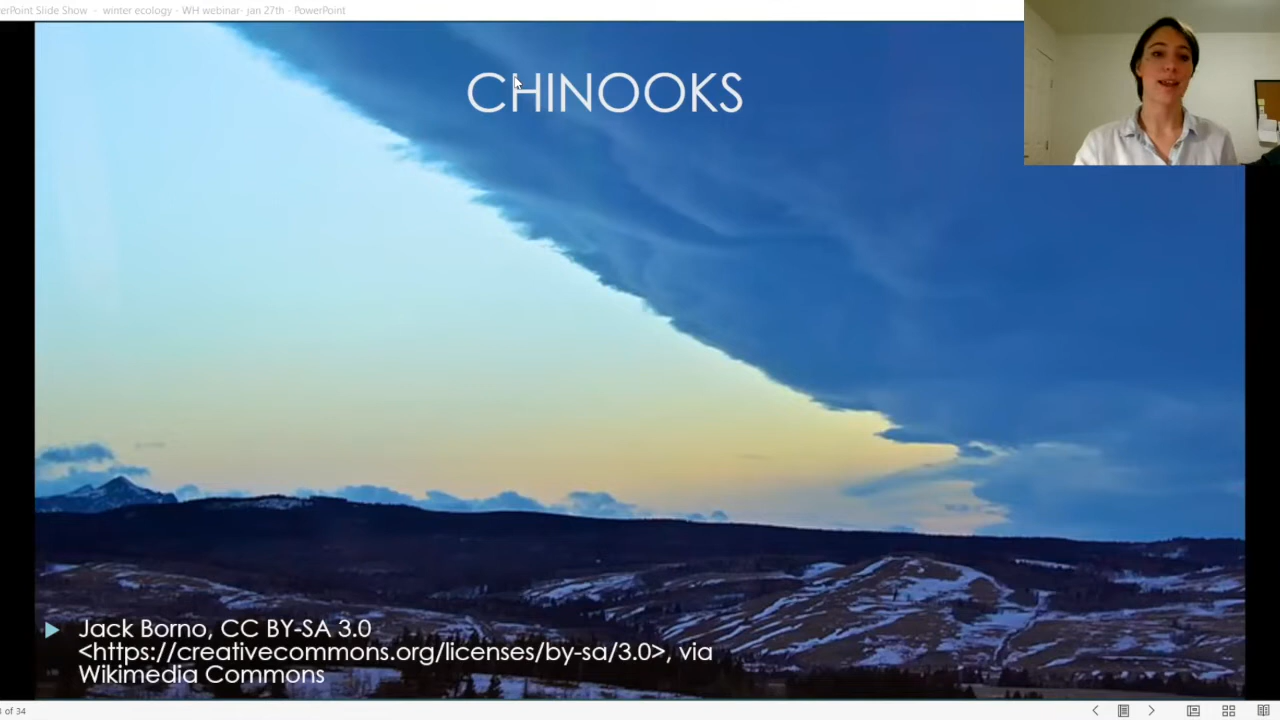 erPoint Slide Show - winter ecology - WH webinar- jan 27th - PowerPoint
CHINOOKS
Jack Borno, CC BY-SA 3.0
<https://creativecommons.org/licenses/by-sa/3.0>, via
Wikimedia Commons
of 34